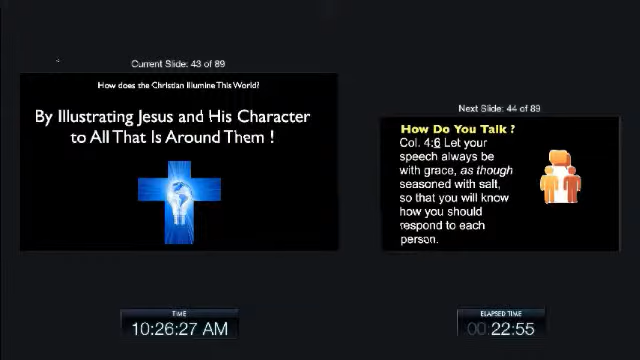 Current Slide: 43 of 89
How does the Christian Illumine This World?
By Illustrating Jesus and His Character
to All That Is Around Them !
Next Slide: 44 of 89
How Do You Talk ?
Col. 4:6 Let your
speech always be
with grace, as though
seasoned with salt,
so that you will know
how you should
respond to each
person.
TIME
10:26:27 AM
ELAPSED TIME
00:22:55